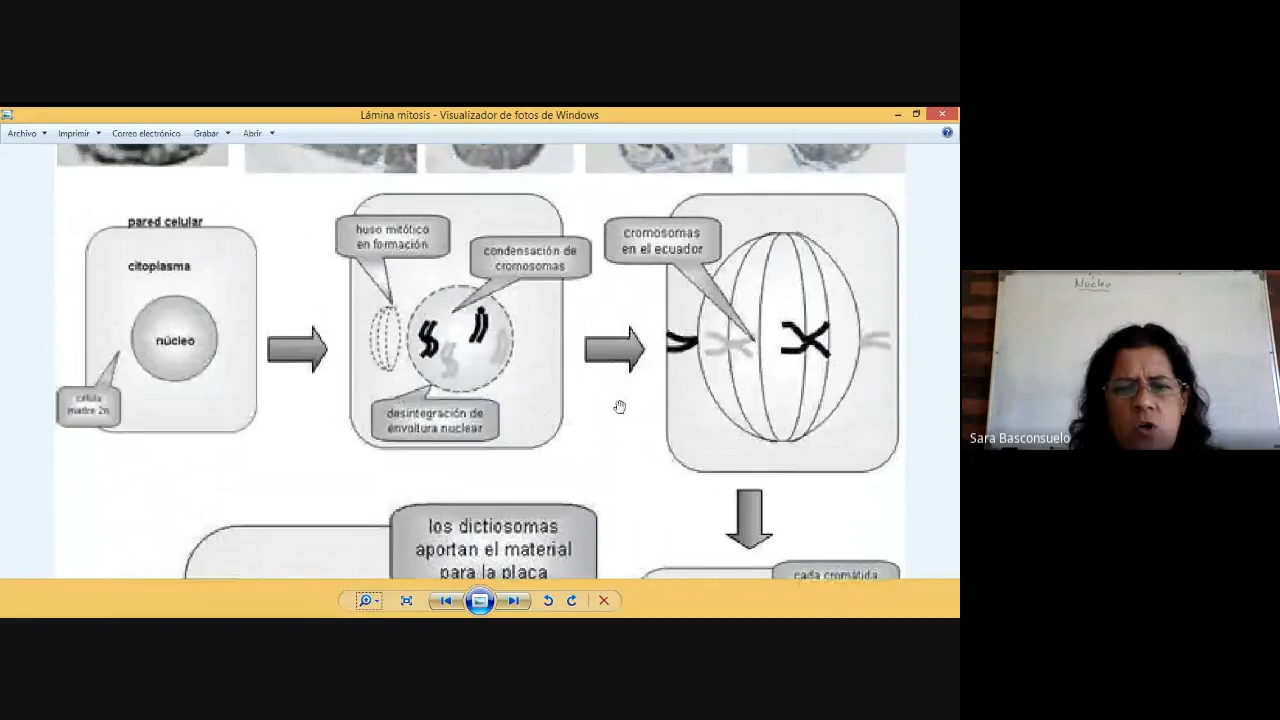 Lámina mitosis - Visualizador de fotos de Windows
Archivo Imprimir Correo electrónico Grabar Abrir
pared celular
citoplasma
núcleo
célula
madre 2n
huso mitótico
en formación
condensación de
cromosomas
desintegración de
envoltura nuclear
cromosomas
en el ecuador
los dictiosomas
aportan el material
para la placa
cada cromátida
Núcleo
Sara Basconsuelo